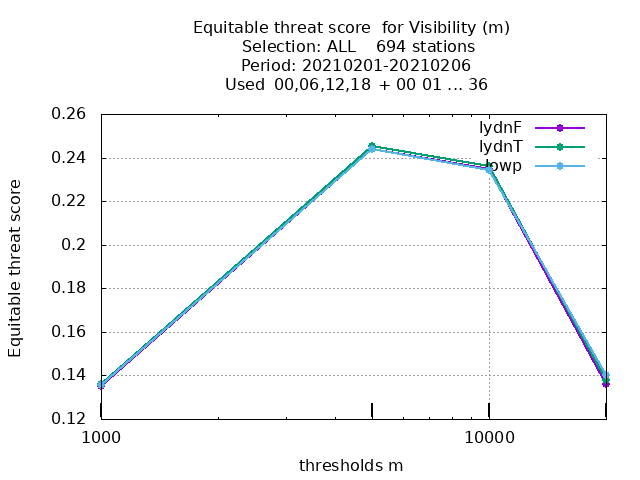 Equitable threat score  for Visibility (m)
Selection: ALL    694 stations
Period: 20210201-20210206
Used  00,06,12,18  + 00 01 ... 36
lydnF
lydnT
lowp
Equitable threat score
0.26
0.24
0.22
0.2
0.18
0.16
0.14
0.12
1000
10000
thresholds m